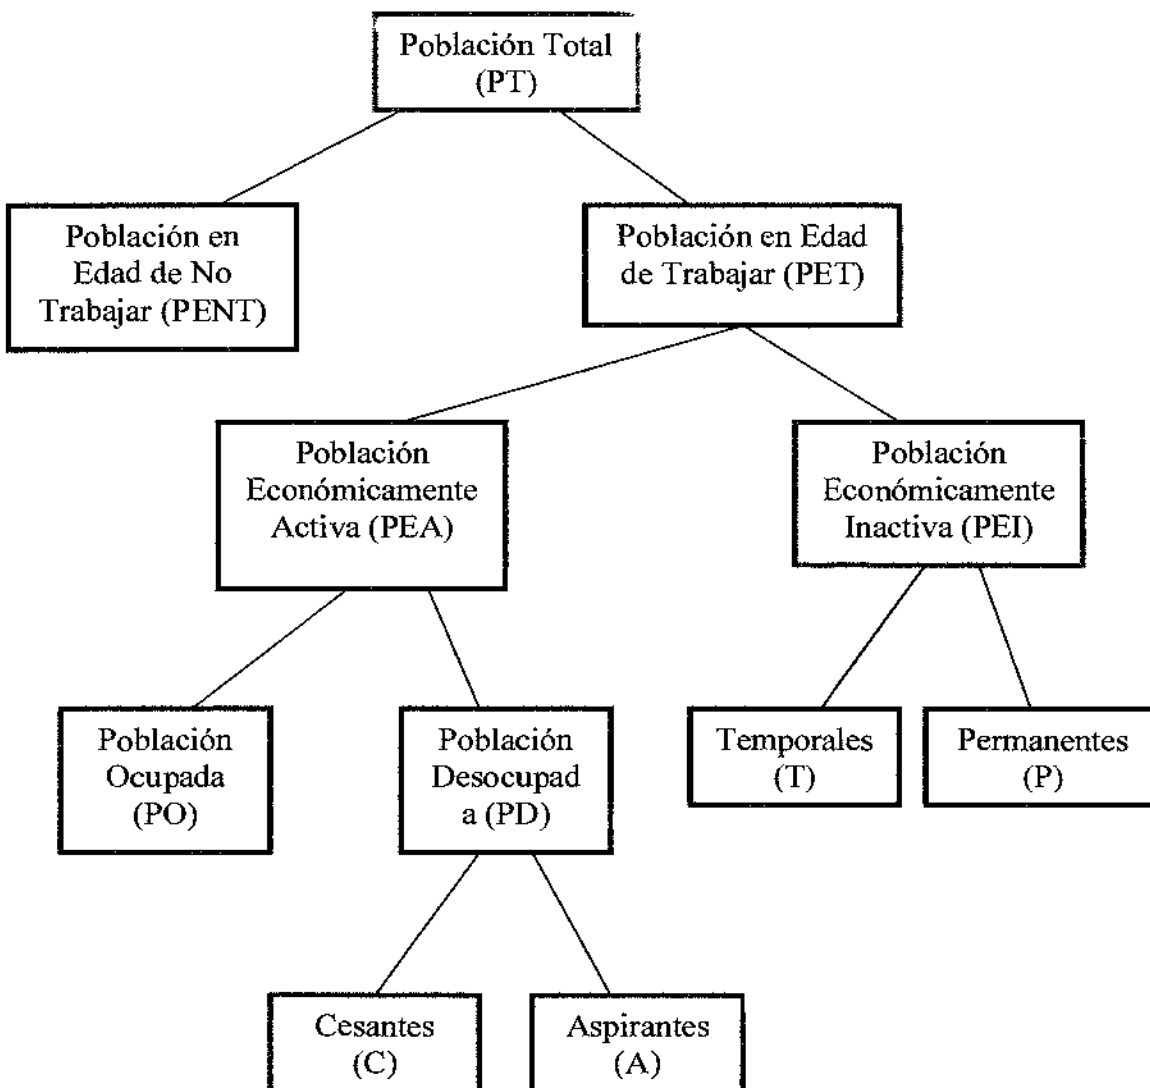 Población Total
(PT)
Población en
Edad de No
Trabajar (PENT)
Población en Edad
de Trabajar (PET)
Población
Económicamente
Activa (PEA)
Población
Económicamente
Inactiva (PEI)
Población
Ocupada
(PO)
Población
Desocupad
a (PD)
Temporales
(T)
Permanentes
(P)
Cesantes
(C)
Aspirantes
(A)